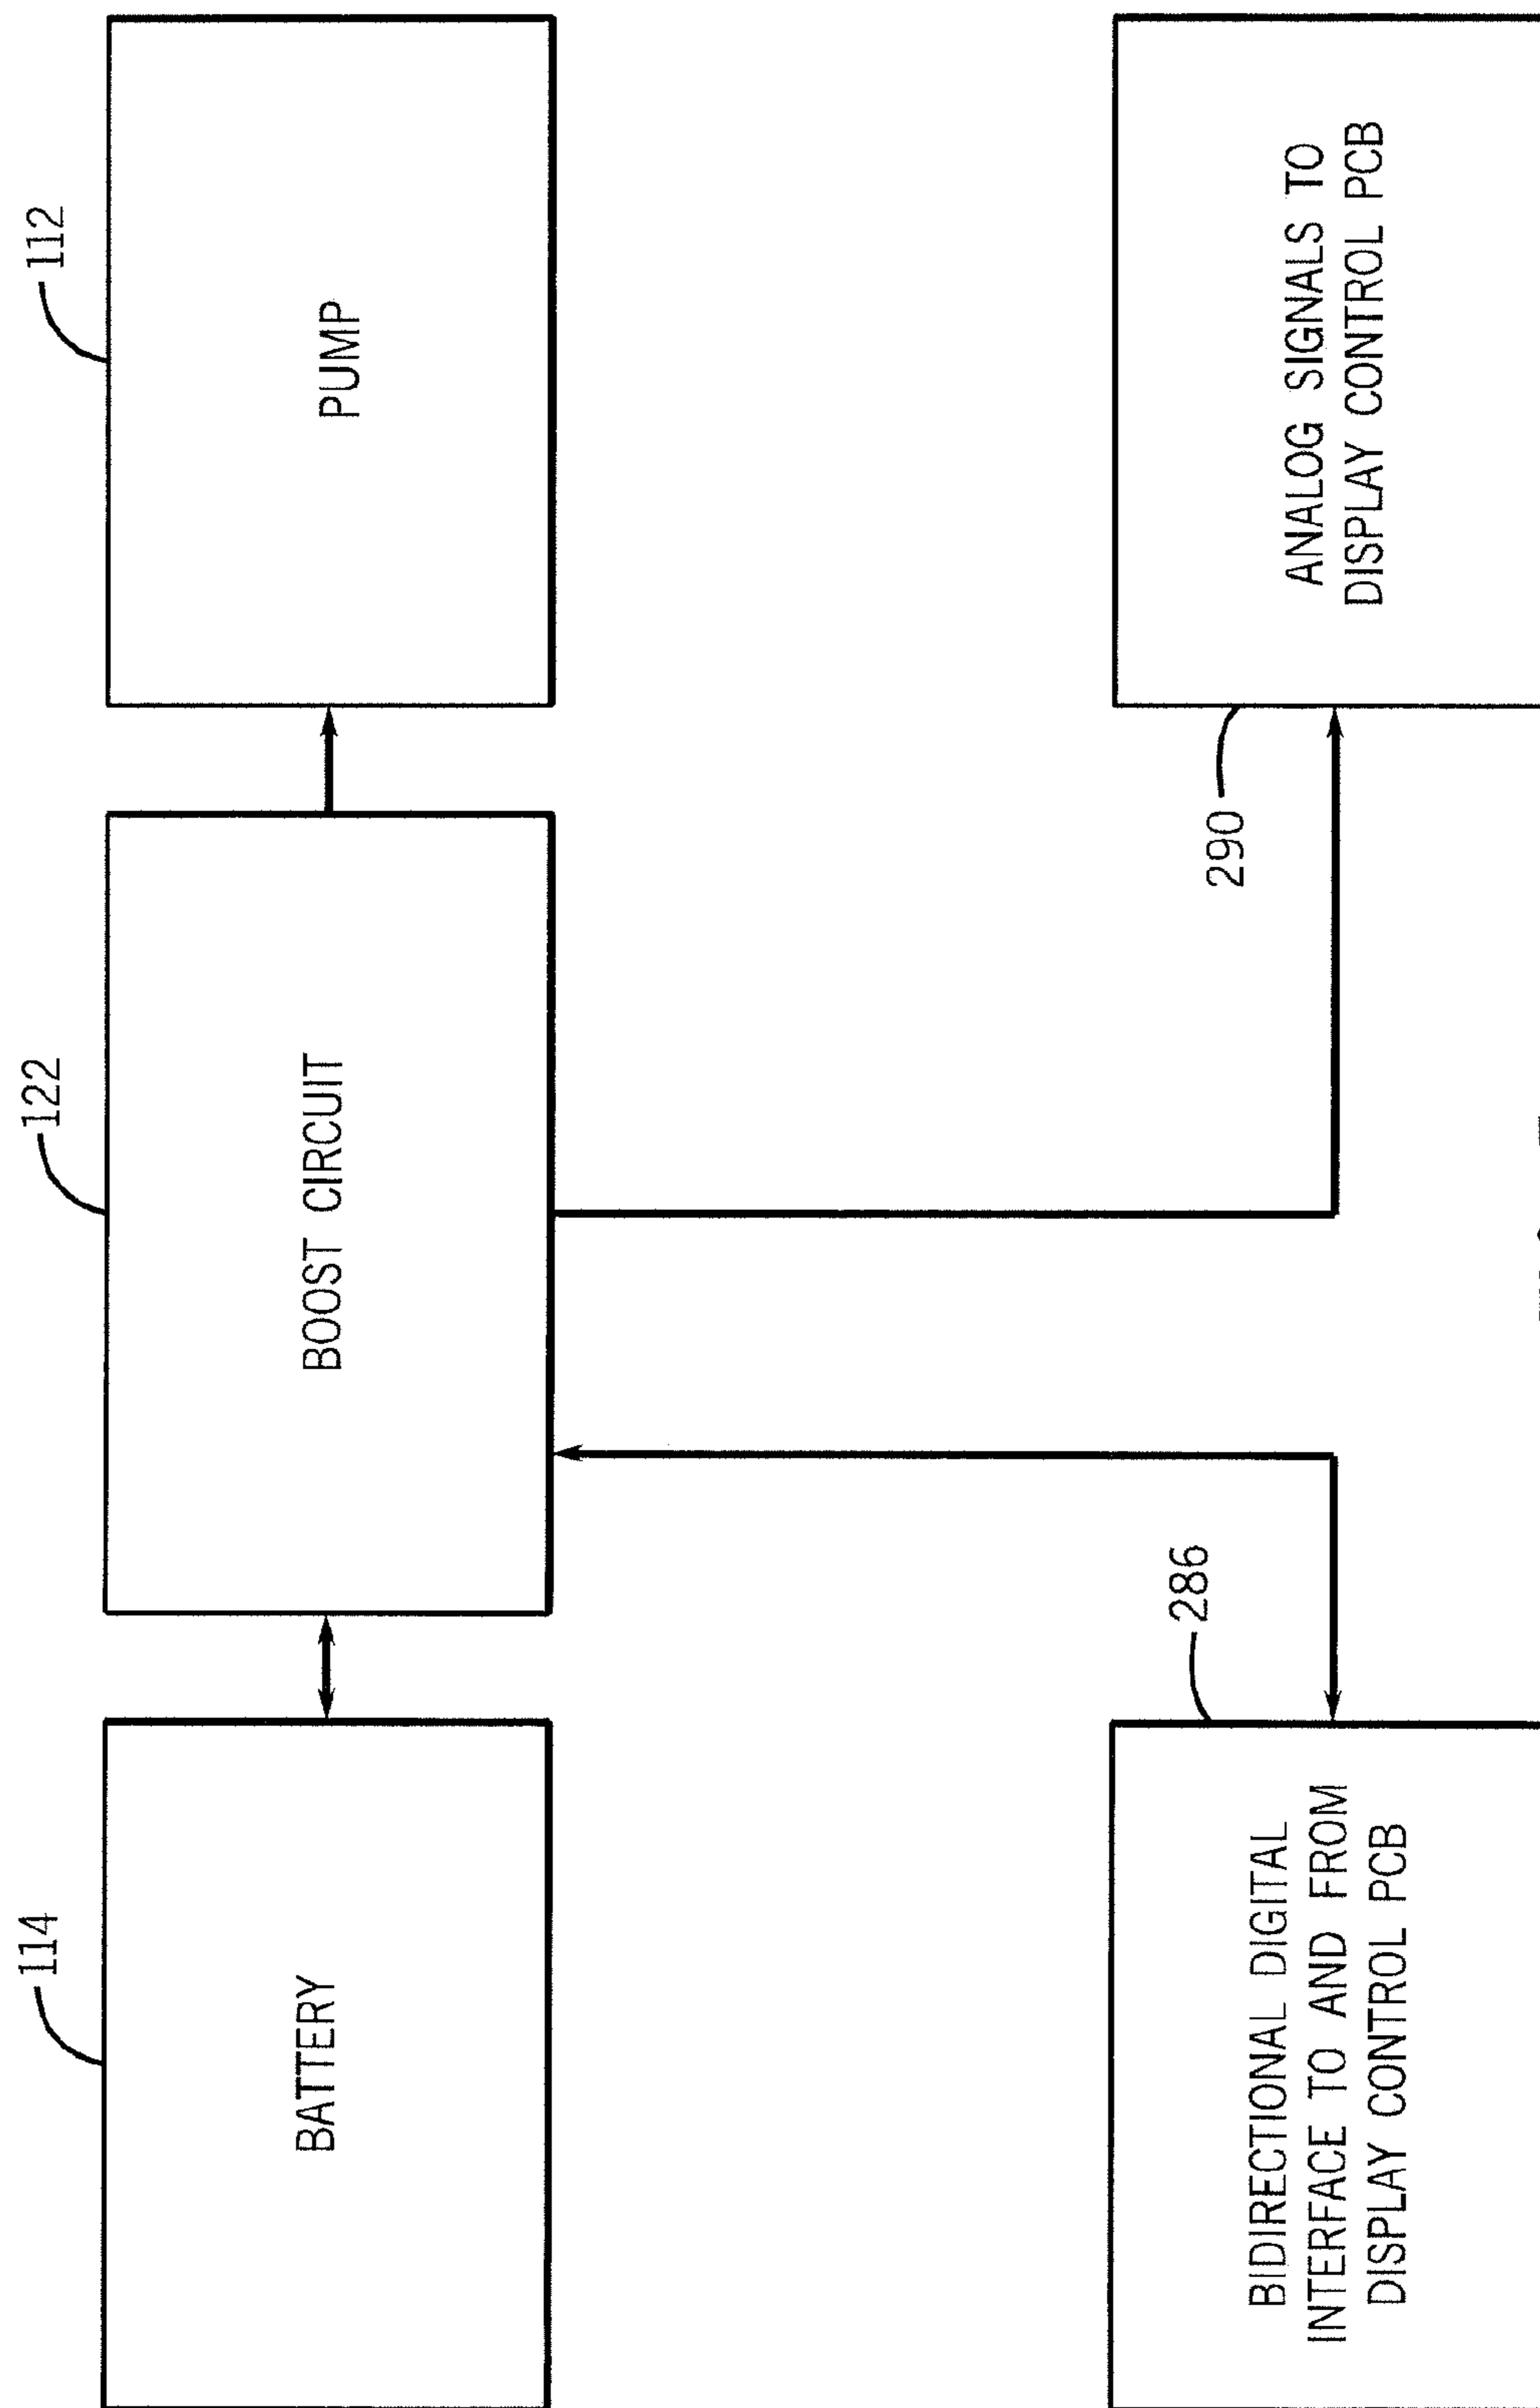 114
BATTERY
122
BOOST CIRCUIT
112
PUMP
286
BIDIRECTIONAL DIGITAL
INTERFACE TO AND FROM
DISPLAY CONTROL PCB
290
ANALOG SIGNALS TO
DISPLAY CONTROL PCB